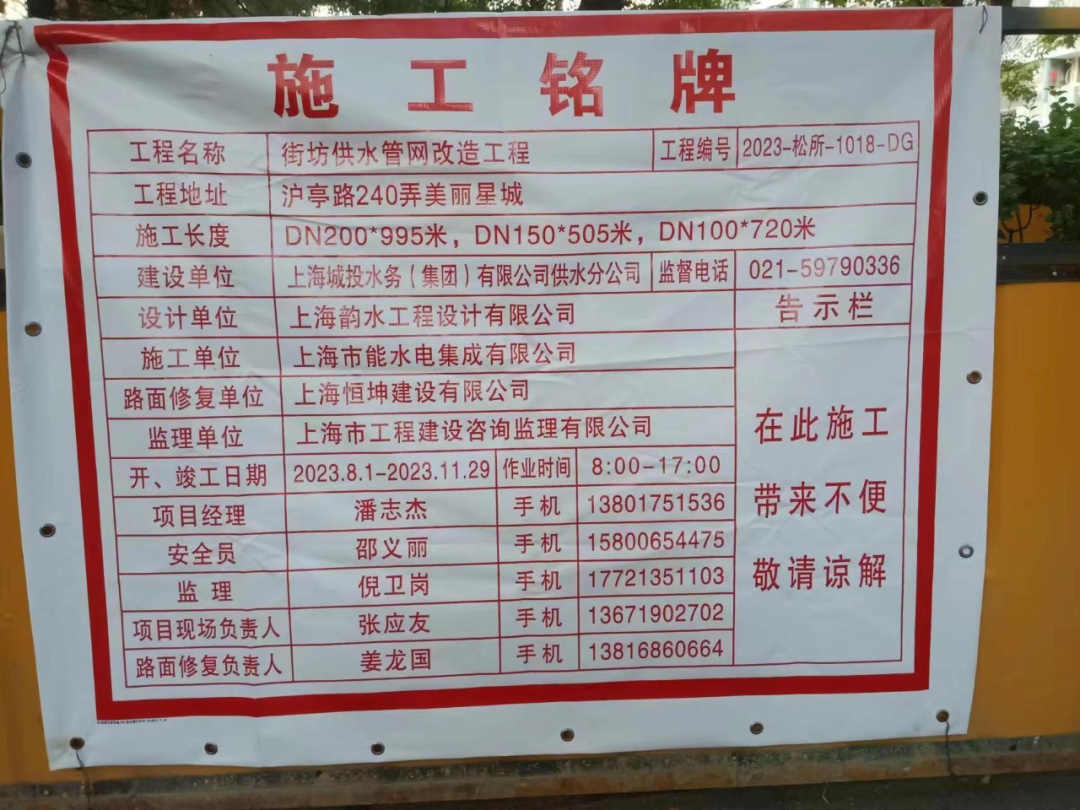 施工铭牌
工程名称 街坊供水管网改造工程 工程编号 2023-松所-1018-DG
工程地址 沪亭路240弄美丽星城
施工长度 DN200*995米，DN150*505米，DN100*720米
建设单位 上海城投水务（集团）有限公司供水分公司 监督电话 021-59790336
设计单位 上海韵水工程设计有限公司 告示栏
施工单位 上海市能水电集成有限公司
路面修复单位 上海恒坤建设有限公司
监理单位 上海市工程建设咨询监理有限公司
开、竣工日期 2023.8.1-2023.11.29 作业时间 8:00-17:00
项目经理 潘志杰 手机 13801751536
安全员 邵义丽 手机 15800654475
监理 倪卫岗 手机 17721351103
项目现场负责人 张应友 手机 13671902702
路面修复负责人 姜龙国 手机 13816860664
在此施工
带来不便
敬请谅解